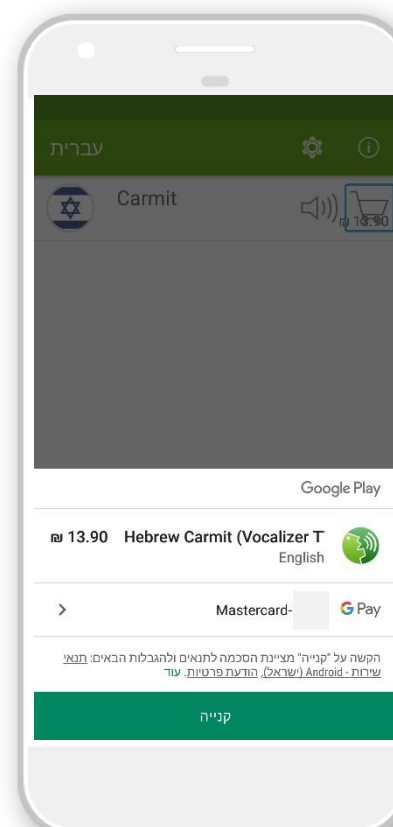 עברית
Carmit
₪ 13.90
Google Play
₪ 13.90 Hebrew Carmit (Vocalizer T
English
Mastercard-
G Pay
הקשה על "קנייה" מציינת הסכמה לתנאים ולהגבלות הבאים: תנאי
שירות - Android (ישראל), הודעת פרטיות. עוד
קנייה